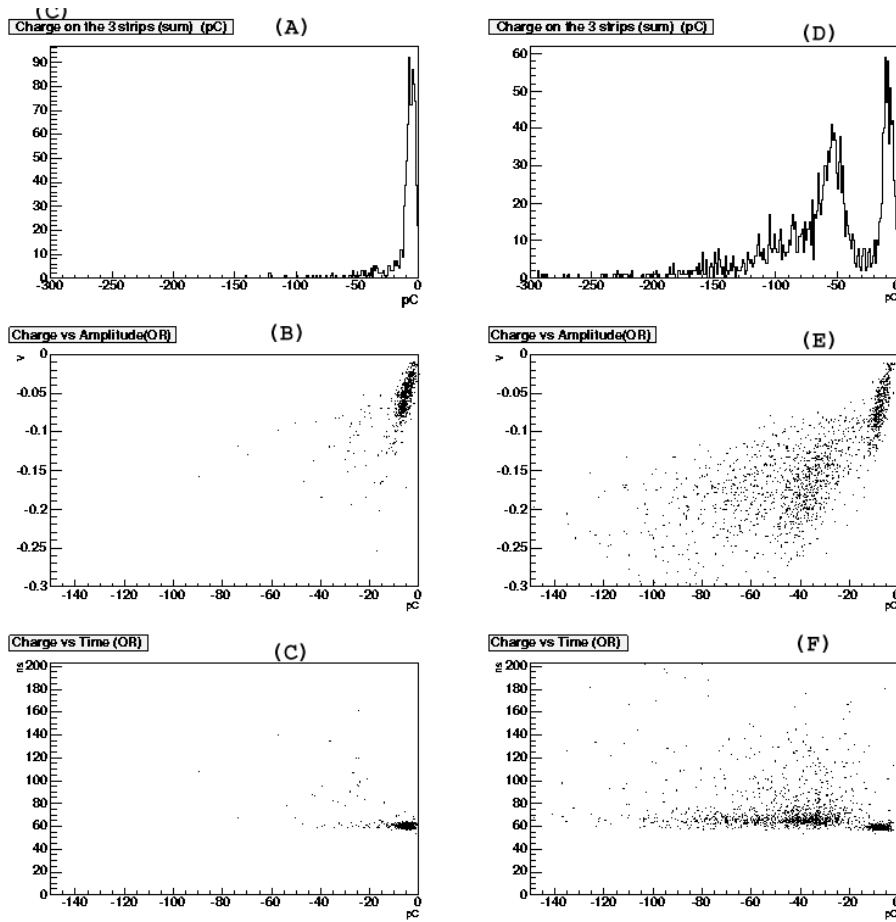 (C)
Charge on the 3 strips (sum) (pC)
(A)
90
80
70
60
50
40
30
20
10
0
-300 -250 -200 -150 -100 -50 0
pC
Charge on the 3 strips (sum) (pC)
(D)
60
50
40
30
20
10
0
-300 -250 -200 -150 -100 -50 0
pC
Charge vs Amplitude(OR)
(B)
V
0
-0.05
-0.1
-0.15
-0.2
-0.25
-0.3
-140 -120 -100 -80 -60 -40 -20 0
pC
Charge vs Amplitude(OR)
(E)
V
0
-0.05
-0.1
-0.15
-0.2
-0.25
-0.3
-140 -120 -100 -80 -60 -40 -20 0
pC
Charge vs Time (OR)
(C)
ns
200
180
160
140
120
100
80
60
40
20
0
-140 -120 -100 -80 -60 -40 -20 0
pC
Charge vs Time (OR)
(F)
ns
200
180
160
140
120
100
80
60
40
20
0
-140 -120 -100 -80 -60 -40 -20 0
pC